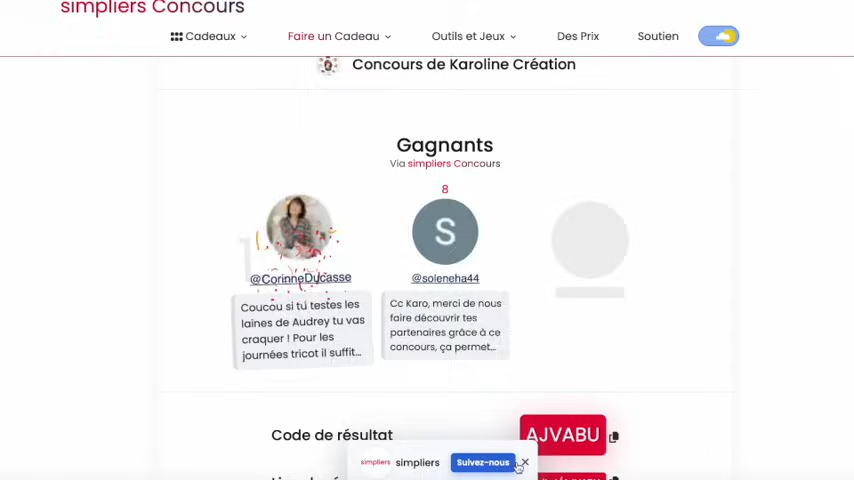 simpliers Concours
Cadeaux
Faire un Cadeau
Outils et Jeux
Des Prix
Soutien
Concours de Karoline Création
Gagnants
Via simpliers Concours
8
S
@CorinneDucasse
@soleneha44
Coucou si tu testes les
laines de Audrey tu vas
craquer ! Pour les
journées tricot il suffit...
Cc Karo, merci de nous
faire découvrir tes
partenaires grâce à ce
concours, ça permet...
Code de résultat
AJVABU
simpliers
simpliers
Suivez-nous